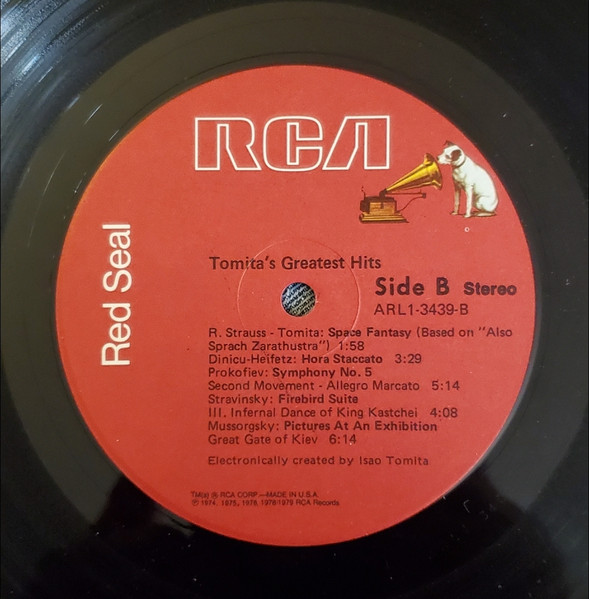 RCA
Red Seal
Tomita's Greatest Hits
Side B Stereo
ARL1-3439-B
R. Strauss - Tomita: Space Fantasy (Based on "Also
Sprach Zarathustra") 1:58
Dinicu-Heifetz: Hora Staccato 3:29
Prokofiev: Symphony No. 5
Second Movement - Allegro Marcato 5:14
Stravinsky: Firebird Suite
III. Infernal Dance of King Kastchei 4:08
Mussorgsky: Pictures At An Exhibition
Great Gate of Kiev 6:14
Electronically created by Isao Tomita
TM(s) ® RCA CORP.—MADE IN U.S.A.
℗ 1974, 1975, 1976, 1978/1979 RCA Records